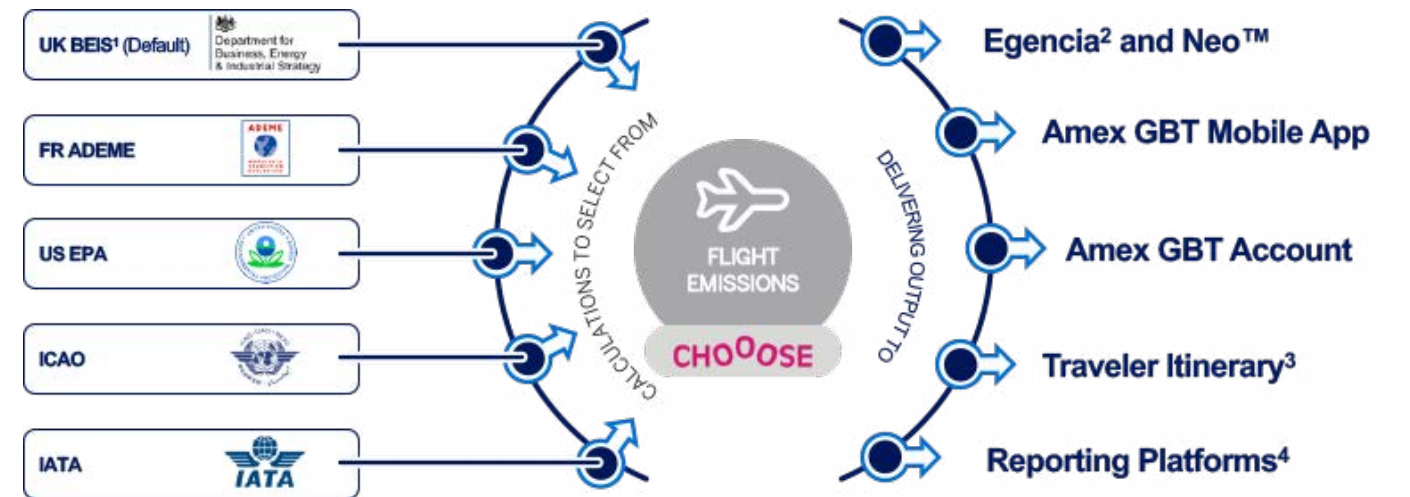 UK BEIS¹ (Default)
Department for
Business, Energy
& Industrial Strategy
FR ADEME
ADEME
US EPA
ICAO
IATA
IATA
CALCULATIONS TO SELECT FROM
FLIGHT
EMISSIONS
CHOOOSE
DELIVERING OUTPUT TO
Egencia² and Neo™
Amex GBT Mobile App
Amex GBT Account
Traveler Itinerary³
Reporting Platforms⁴